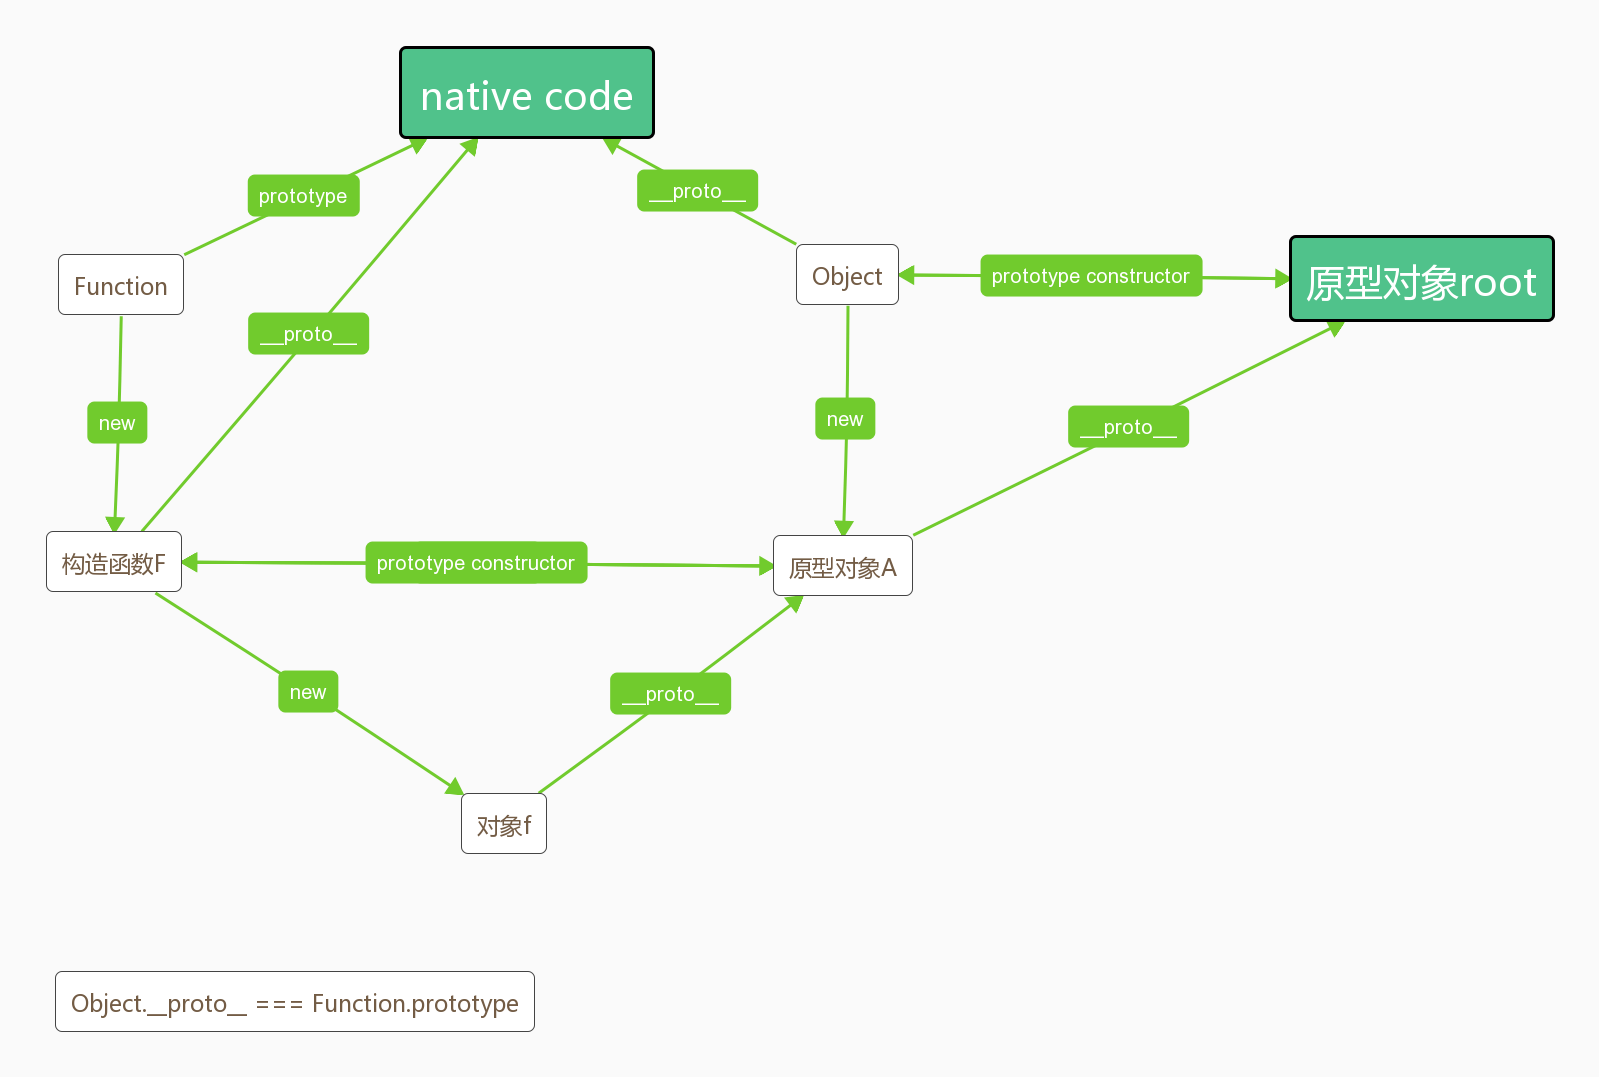 native code
prototype
__proto__
Function
Object
prototype constructor
原型对象root
__proto__
new
new
__proto__
构造函数F
prototype constructor
原型对象A
new
__proto__
对象f
Object.__proto__ === Function.prototype